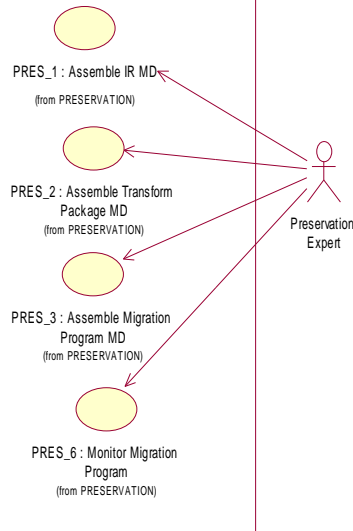 PRES_1 : Assemble IR MD
(from PRESERVATION)
PRES_2 : Assemble Transform
Package MD
(from PRESERVATION)
Preservation
Expert
PRES_3 : Assemble Migration
Program MD
(from PRESERVATION)
PRES_6 : Monitor Migration
Program
(from PRESERVATION)